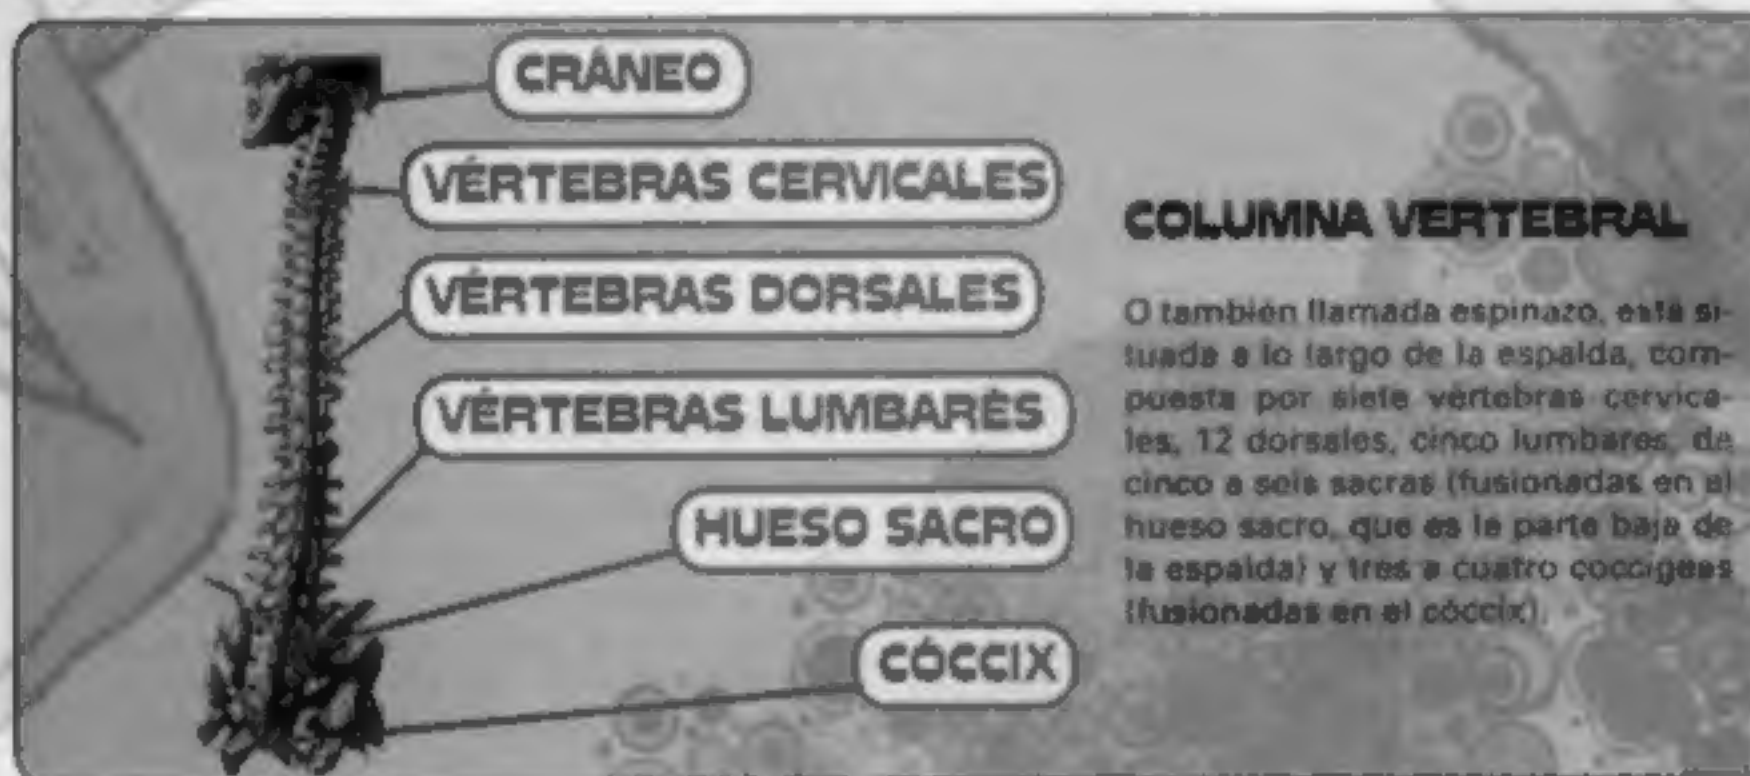 CRÁNEO
VÉRTEBRAS CERVICALES
VÉRTEBRAS DORSALES
VÉRTEBRAS LUMBARÉS
HUESO SACRO
CÓCCIX
COLUMNA VERTEBRAL
O también llamada espinazo, esta si-
tuada a lo largo de la espalda, com-
puesta por siete vértebras cervica-
les, 12 dorsales, cinco lumbares, de
cinco a seis sacras (fusionadas en el
hueso sacro, que es la parte baja de
la espalda) y tres a cuatro coccígeas
(fusionadas en el cóccix).